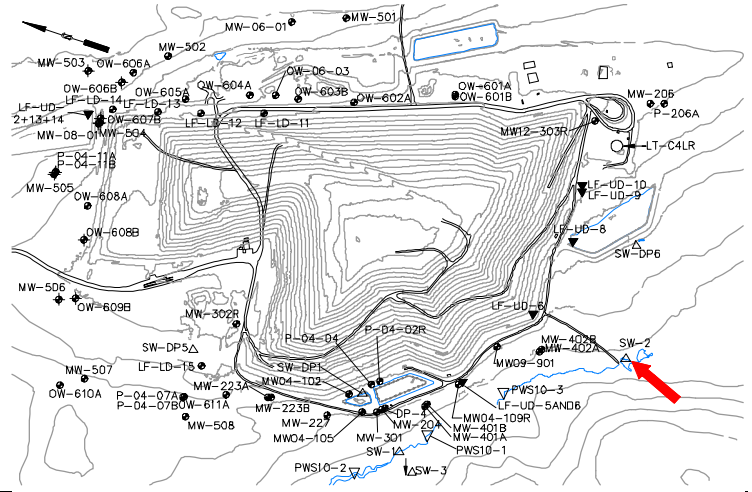 MW-501
MW-06-01
MW-502
MW-503
OW-606A
OW-06-03
OW-606B
OW-605A
OW-604A
OW-603B
OW-602A
OW-601A
OW-601B
MW-206
P-206A
LF-LD-14
LF-LD-13
LF-UD-
2+13+14
OW-607B
LF-LD-12
LF-LD-11
MW12-303R
MW-08-01
MW-504
LT-C4LR
P-04-11A
P-04-11B
MW-505
LF-UD-10
LF-UD-9
OW-608A
OW-608B
LF-UD-8
SW-DP6
MW-506
OW-609B
MW-302R
LF-UD-6
P-04-04
P-04-02R
SW-DP5
MW-402B
MW-402A
SW-2
MW-507
LF-LD-15
SW-DP1
MW09-901
OW-610A
MW-223A
MW04-102
P-04-07A
P-04-07B
OW-611A
MW-223B
PWS10-3
LF-UD-5AND6
MW-508
MW-227
DP-4
MW-204
MW04-109R
MW-401B
MW-401A
MW04-105
MW-301
SW-1
PWS10-1
PWS10-2
SW-3